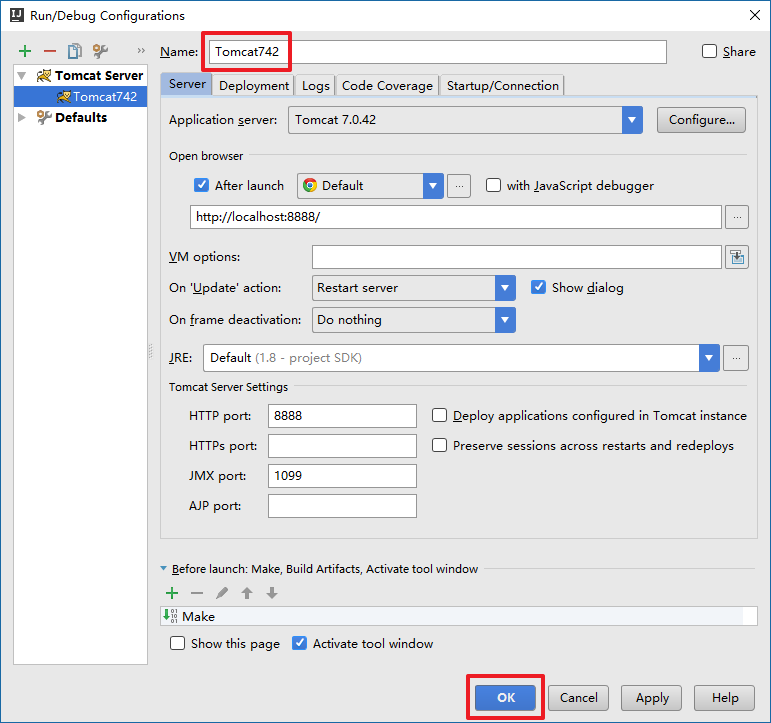 Run/Debug Configurations
Name: Tomcat742 Share
Tomcat Server
Tomcat742
Defaults
Server Deployment Logs Code Coverage Startup/Connection
Application server: Tomcat 7.0.42 Configure...
Open browser
After launch Default ... with JavaScript debugger
http://localhost:8888/ ...
VM options:
On 'Update' action: Restart server Show dialog
On frame deactivation: Do nothing
JRE: Default (1.8 - project SDK) ...
Tomcat Server Settings
HTTP port: 8888 Deploy applications configured in Tomcat instance
HTTPs port: Preserve sessions across restarts and redeploys
JMX port: 1099
AJP port:
Before launch: Make, Build Artifacts, Activate tool window
Make
Show this page Activate tool window
OK Cancel Apply Help